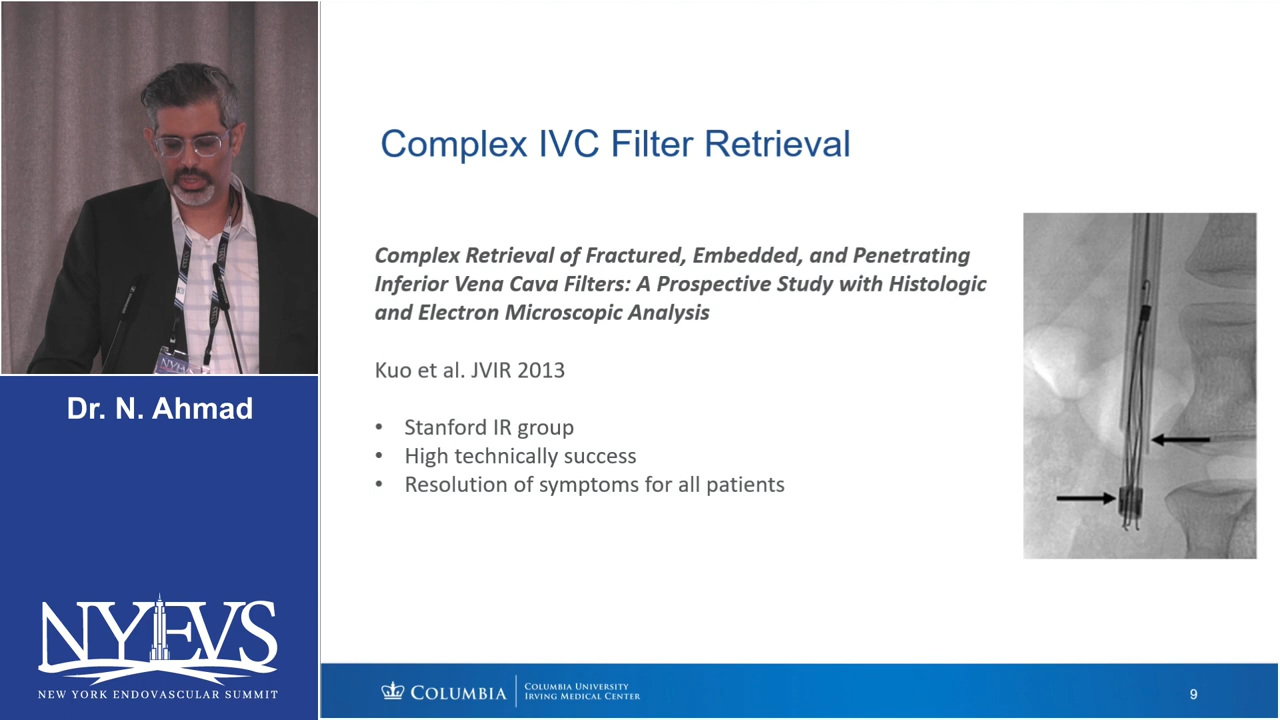 Complex IVC Filter Retrieval
Complex Retrieval of Fractured, Embedded, and Penetrating
Inferior Vena Cava Filters: A Prospective Study with Histologic
and Electron Microscopic Analysis
Kuo et al. JVIR 2013
• Stanford IR group
• High technically success
• Resolution of symptoms for all patients
Dr. N. Ahmad
NYEVS
NEW YORK ENDOVASCULAR SUMMIT
COLUMBIA
COLUMBIA UNIVERSITY
IRVING MEDICAL CENTER
9